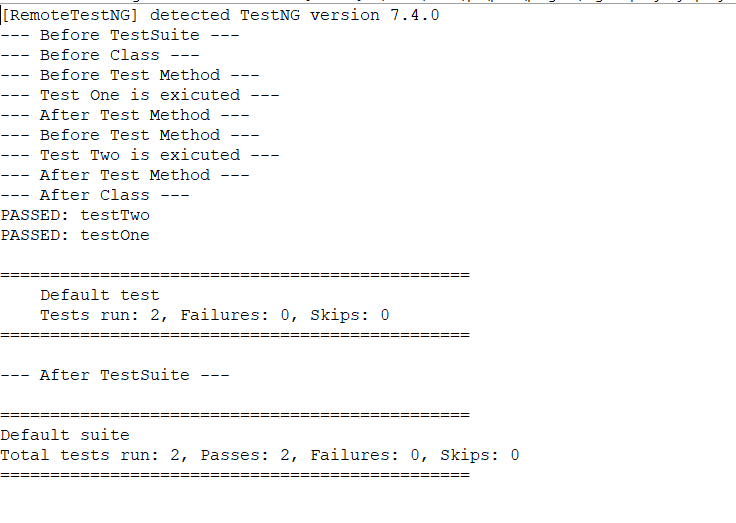 [RemoteTestNG] detected TestNG version 7.4.0
--- Before TestSuite ---
--- Before Class ---
--- Before Test Method ---
--- Test One is exicuted ---
--- After Test Method ---
--- Before Test Method ---
--- Test Two is exicuted ---
--- After Test Method ---
--- After Class ---
PASSED: testTwo
PASSED: testOne
===============================================
Default test
Tests run: 2, Failures: 0, Skips: 0
===============================================
--- After TestSuite ---
===============================================
Default suite
Total tests run: 2, Passes: 2, Failures: 0, Skips: 0
===============================================